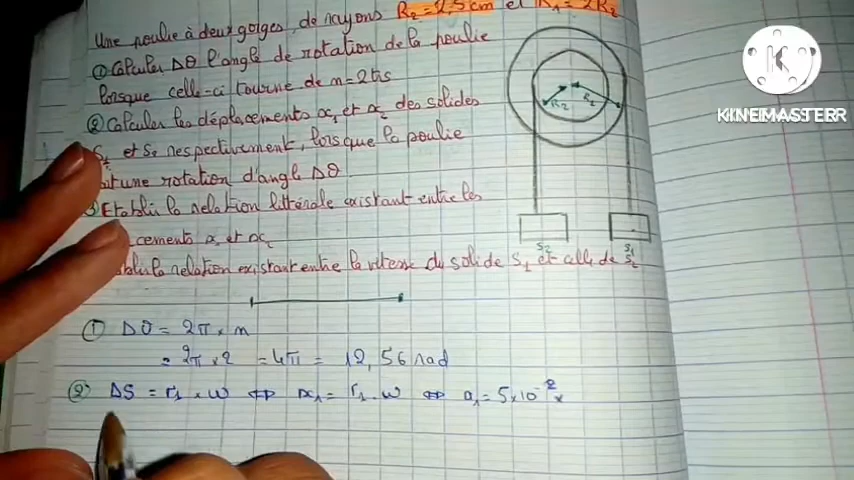 Une poulie à deux gorges, de rayons R2 = 2.5 cm et R1 = 2R2
① Calculer Δθ l'angle de rotation de la poulie
lorsque celle-ci tourne de n = 2 trs
② Calculer les déplacements x1 et x2 des solides
S1 et S2 respectivement, lorsque la poulie
une rotation d'angle Δθ
Etablir la relation littérale existant entre les
cements x1 et x2
la relation existant entre la vitesse du solide S1 et celle de S2
R2
R1
S2
S1
① Δθ = 2π × n
= 2π × 2 = 4π = 12,56 rad
② ΔS = r1 × ω ⇔ x1 = r1 . ω ⇔ x1 = 5×10⁻² ×
K
KINEMASTER